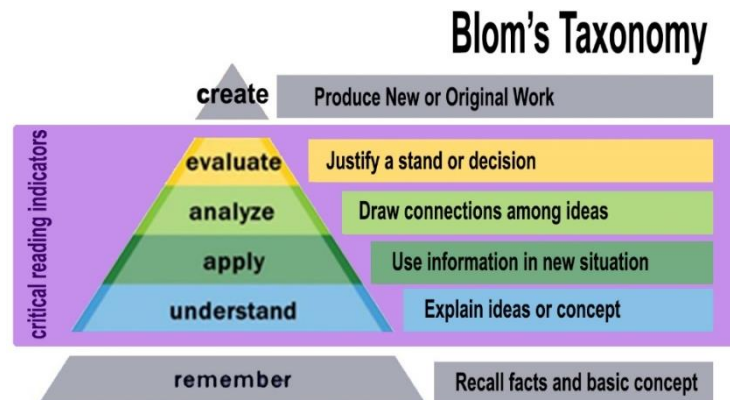 Blom's Taxonomy
create
Produce New or Original Work
critical reading indicators
evaluate
Justify a stand or decision
analyze
Draw connections among ideas
apply
Use information in new situation
understand
Explain ideas or concept
remember
Recall facts and basic concept